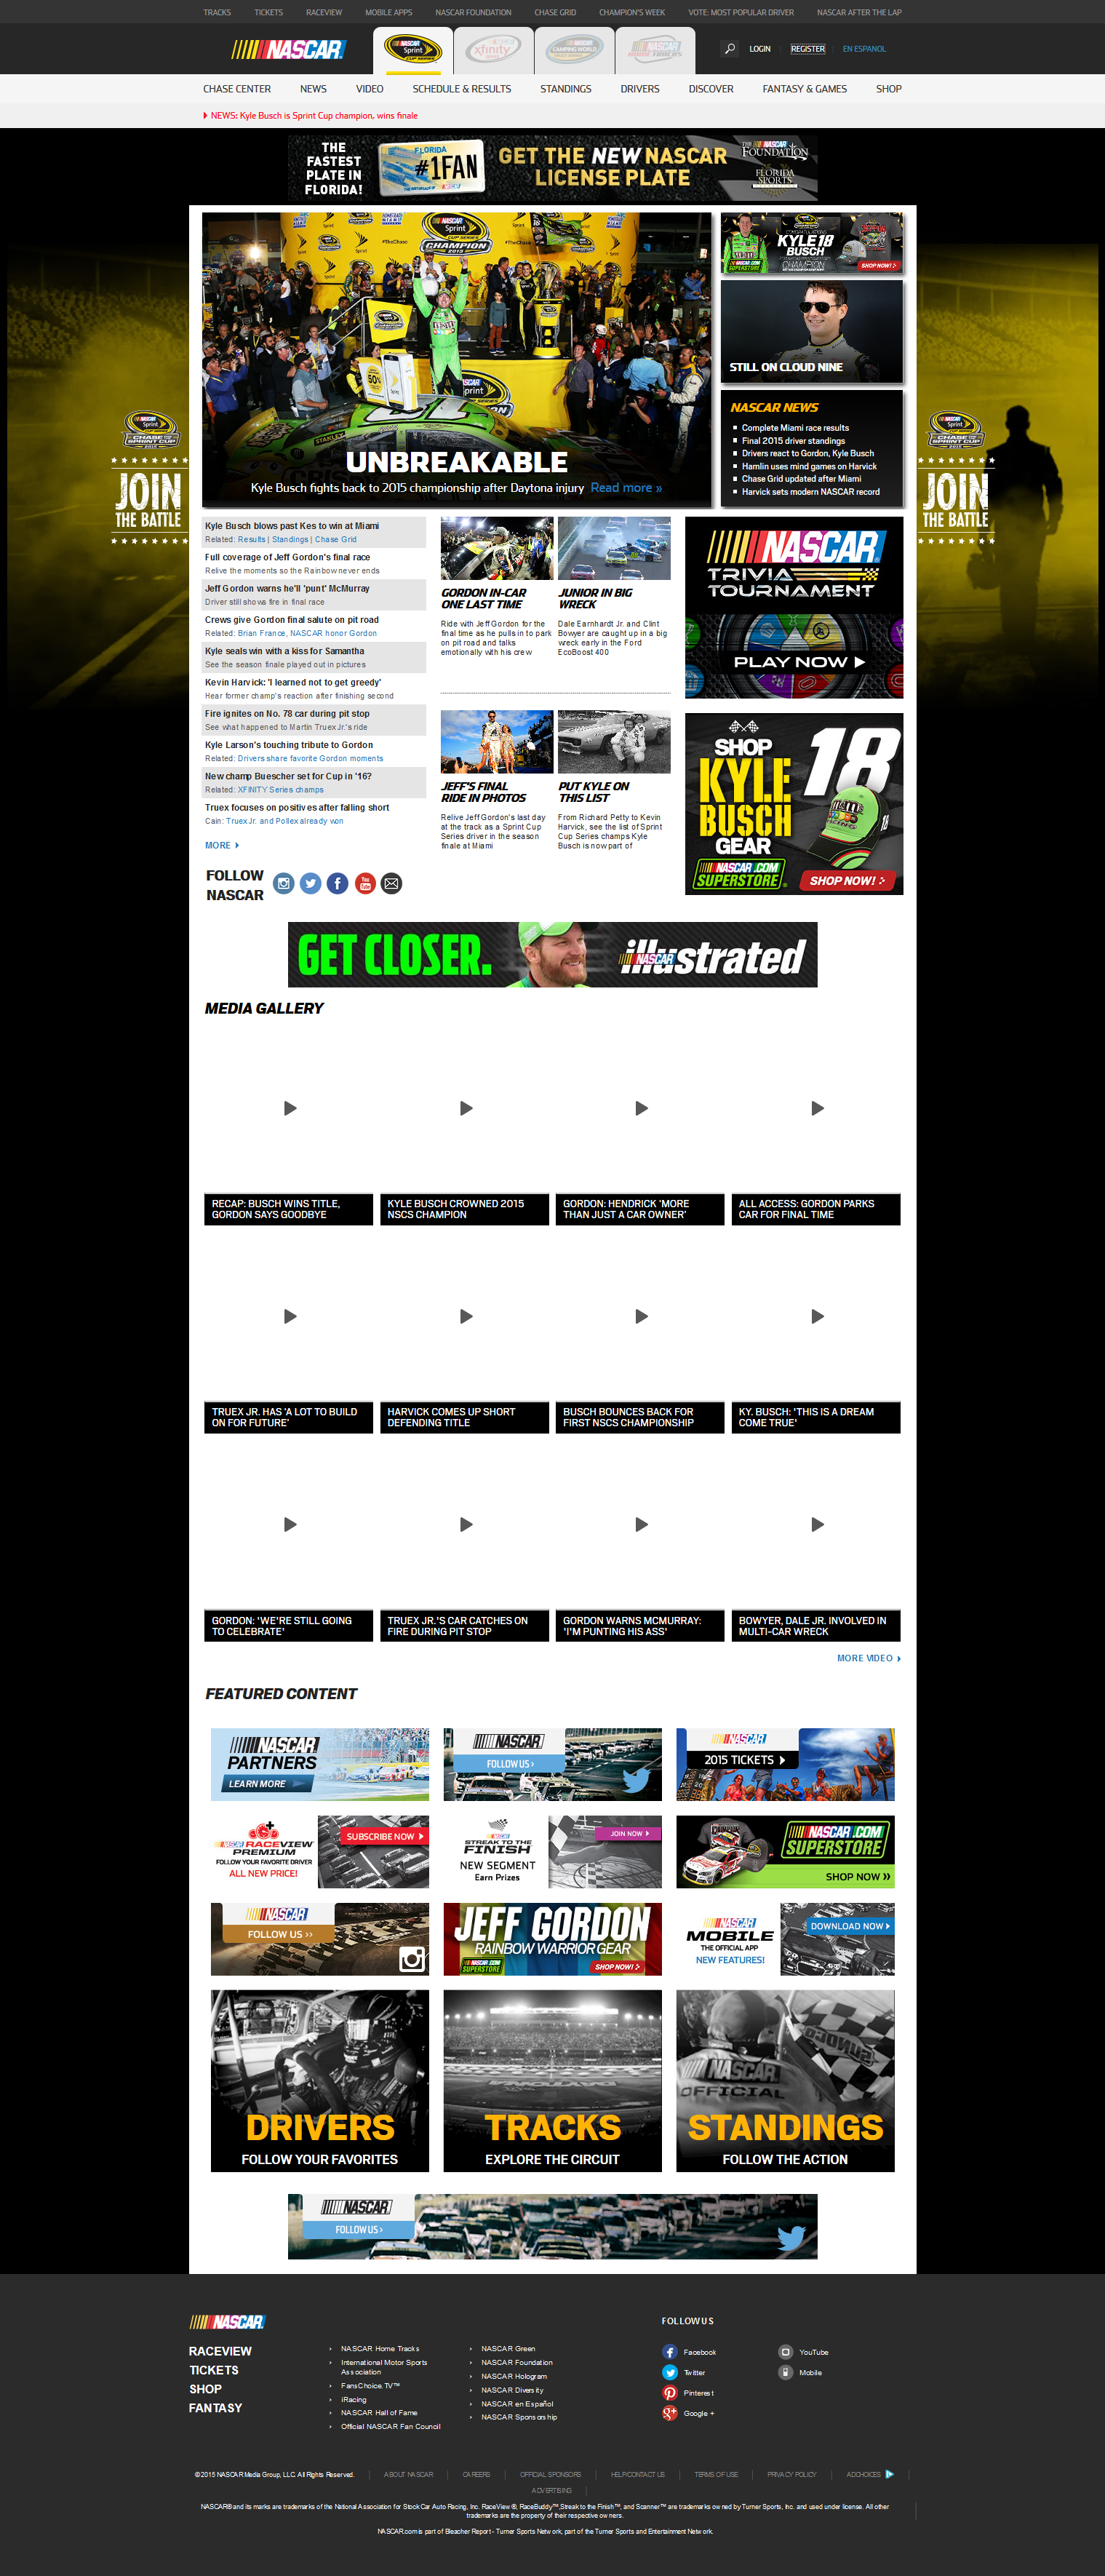 TRACKS TICKETS RACEVIEW MOBILE APPS NASCAR FOUNDATION CHASE GRID CHAMPION'S WEEK VOTE: MOST POPULAR DRIVER NASCAR AFTER THE LAP
NASCAR
LOGIN REGISTER EN ESPANOL
CHASE CENTER NEWS VIDEO SCHEDULE & RESULTS STANDINGS DRIVERS DISCOVER FANTASY & GAMES SHOP
NEWS: Kyle Busch is Sprint Cup champion, wins finale
THE FASTEST PLATE IN FLORIDA!
FLORIDA
#1FAN
GET THE NEW NASCAR
LICENSE PLATE
FOUNDATION
FLORIDA SPORTS
UNBREAKABLE
Kyle Busch fights back to 2015 championship after Daytona injury Read more »
KYLE 18
BUSCH
CHAMPION
SHOP NOW!
STILL ON CLOUD NINE
NASCAR NEWS
Complete Miami race results
Final 2015 driver standings
Drivers react to Gordon, Kyle Busch
Hamlin uses mind games on Harvick
Chase Grid updated after Miami
Harvick sets modern NASCAR record
JOIN
THE BATTLE
JOIN
THE BATTLE
Kyle Busch blows past Kes to win at Miami
Related: Results | Standings | Chase Grid
Full coverage of Jeff Gordon's final race
Relive the moments so the Rainbow never ends
Jeff Gordon warns he'll 'punt' McMurray
Driver still shows fire in final race
Crews give Gordon final salute on pit road
Related: Brian France, NASCAR honor Gordon
Kyle seals win with a kiss for Samantha
See the season finale played out in pictures
Kevin Harvick: 'I learned not to get greedy'
Hear former champ's reaction after finishing second
Fire ignites on No. 78 car during pit stop
See what happened to Martin Truex Jr.'s ride
Kyle Larson's touching tribute to Gordon
Related: Drivers share favorite Gordon moments
New champ Buescher set for Cup in '16?
Related: XFINITY Series champs
Truex focuses on positives after falling short
Cain: Truex Jr. and Pollex already won
MORE
FOLLOW
NASCAR
GORDON IN-CAR
ONE LAST TIME
Ride with Jeff Gordon for the
final time as he pulls in to park
on pit road and talks
emotionally with his crew
JUNIOR IN BIG
WRECK
Dale Earnhardt Jr. and Clint
Bowyer are caught up in a big
wreck early in the Ford
EcoBoost 400
JEFF'S FINAL
RIDE IN PHOTOS
Relive Jeff Gordon's last day
at the track as a Sprint Cup
Series driver in the season
finale at Miami
PUT KYLE ON
THIS LIST
From Richard Petty to Kevin
Harvick, see the list of Sprint
Cup Series champs Kyle
Busch is now part of
NASCAR
TRIVIA
TOURNAMENT
PLAY NOW
SHOP
KYLE
BUSCH
GEAR
18
NASCAR.COM
SUPERSTORE
SHOP NOW!
GET CLOSER.
NASCAR illustrated
MEDIA GALLERY
RECAP: BUSCH WINS TITLE,
GORDON SAYS GOODBYE
KYLE BUSCH CROWNED 2015
NSCS CHAMPION
GORDON: HENDRICK 'MORE
THAN JUST A CAR OWNER'
ALL ACCESS: GORDON PARKS
CAR FOR FINAL TIME
TRUEX JR. HAS 'A LOT TO BUILD
ON FOR FUTURE'
HARVICK COMES UP SHORT
DEFENDING TITLE
BUSCH BOUNCES BACK FOR
FIRST NSCS CHAMPIONSHIP
KY. BUSCH: 'THIS IS A DREAM
COME TRUE'
GORDON: 'WE'RE STILL GOING
TO CELEBRATE'
TRUEX JR.'S CAR CATCHES ON
FIRE DURING PIT STOP
GORDON WARNS MCMURRAY:
'I'M PUNTING HIS ASS'
BOWYER, DALE JR. INVOLVED IN
MULTI-CAR WRECK
MORE VIDEO
FEATURED CONTENT
NASCAR
PARTNERS
LEARN MORE
NASCAR
FOLLOW US ›
NASCAR
2015 TICKETS
NASCAR RACEVIEW
PREMIUM
FOLLOW YOUR FAVORITE DRIVER
ALL NEW PRICE!
SUBSCRIBE NOW
STREAK TO THE
FINISH
NEW SEGMENT
Earn Prizes
JOIN NOW
NASCAR.COM
SUPERSTORE
SHOP NOW »
NASCAR
FOLLOW US ››
JEFF GORDON
RAINBOW WARRIOR GEAR
NASCAR.COM
SUPERSTORE
SHOP NOW!
NASCAR
MOBILE
THE OFFICIAL APP
NEW FEATURES!
DOWNLOAD NOW
DRIVERS
FOLLOW YOUR FAVORITES
TRACKS
EXPLORE THE CIRCUIT
NASCAR
OFFICIAL
STANDINGS
FOLLOW THE ACTION
NASCAR
FOLLOW US ›
NASCAR
RACEVIEW
TICKETS
SHOP
FANTASY
NASCAR Home Tracks
International Motor Sports
Association
FansChoice.TV™
iRacing
NASCAR Hall of Fame
Official NASCAR Fan Council
NASCAR Green
NASCAR Foundation
NASCAR Hologram
NASCAR Diversity
NASCAR en Español
NASCAR Sponsorship
FOLLOW US
Facebook
Twitter
Pinterest
Google +
YouTube
Mobile
©2015 NASCAR Media Group, LLC. All Rights Reserved. ABOUT NASCAR CAREERS OFFICIAL SPONSORS HELP/CONTACT US TERMS OF USE PRIVACY POLICY ADCHOICES
ADVERTISING
NASCAR® and its marks are trademarks of the National Association for Stock Car Auto Racing, Inc. RaceView ®, RaceBuddy™,Streak to the Finish™, and Scanner™ are trademarks owned by Turner Sports, Inc. and used under license. All other
trademarks are the property of their respective owners.
NASCAR.com is part of Bleacher Report - Turner Sports Network, part of the Turner Sports and Entertainment Network.